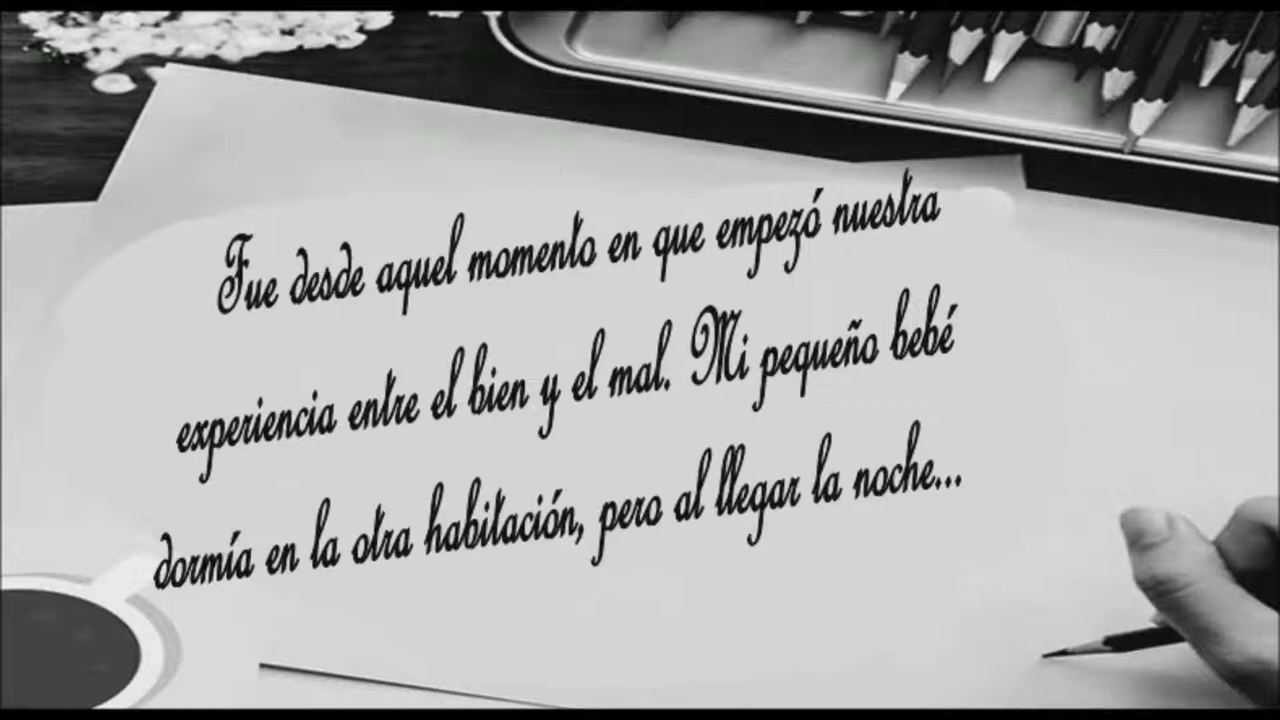 Fue desde aquel momento en que empezó nuestra
experiencia entre el bien y el mal. Mi pequeño bebé
dormía en la otra habitación, pero al llegar la noche...